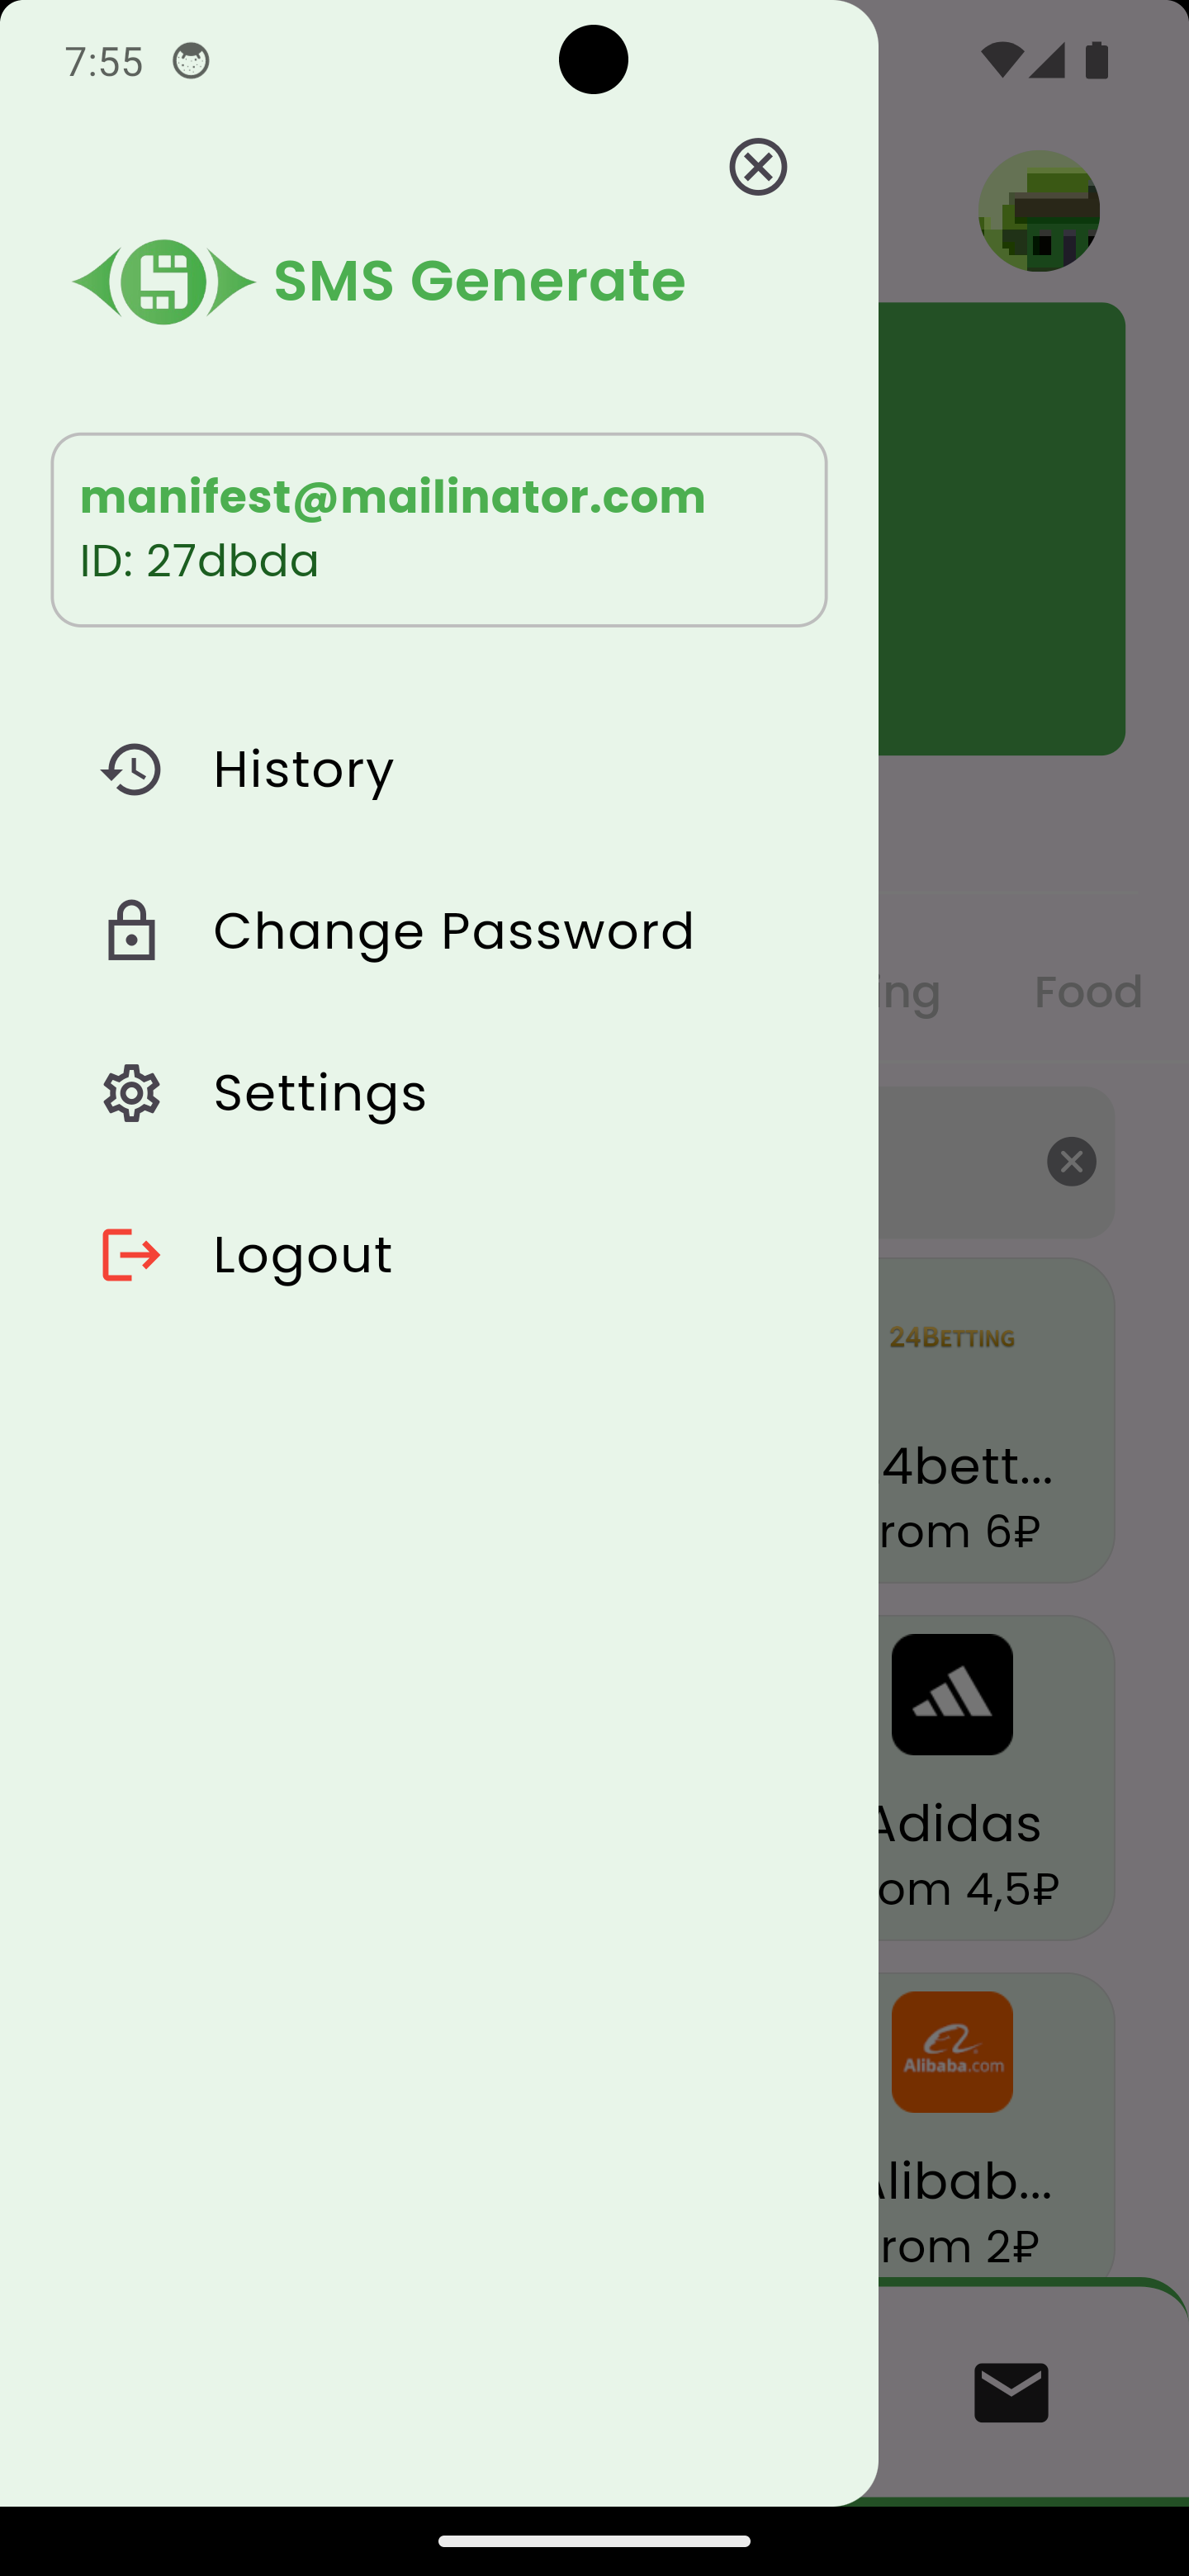 7:55
SMS Generate
manifest@mailinator.com
ID: 27dbda
History
Change Password
Settings
Logout
ing
Food
24BETTING
4bett...
rom 6₽
Adidas
om 4,5₽
Alibaba.com
Alibab...
rom 2₽